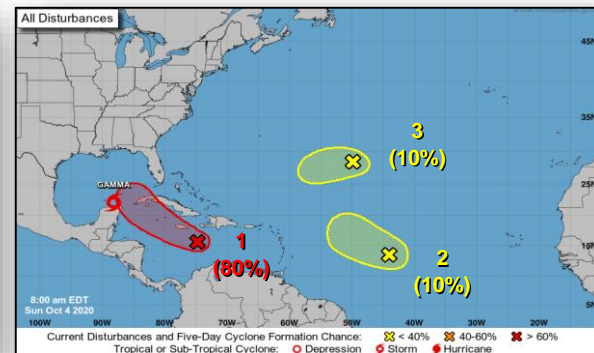 All Disturbances
45N
35N
3
(10%)
25N
GAMMA
1
(80%)
15N
2
(10%)
8:00 am EDT
Sun Oct 4 2020
5N
100W 90W 80W 70W 60W 50W 40W 30W 20W
Current Disturbances and Five-Day Cyclone Formation Chance: < 40% 40-60% > 60%
Tropical or Sub-Tropical Cyclone: Depression Storm Hurricane